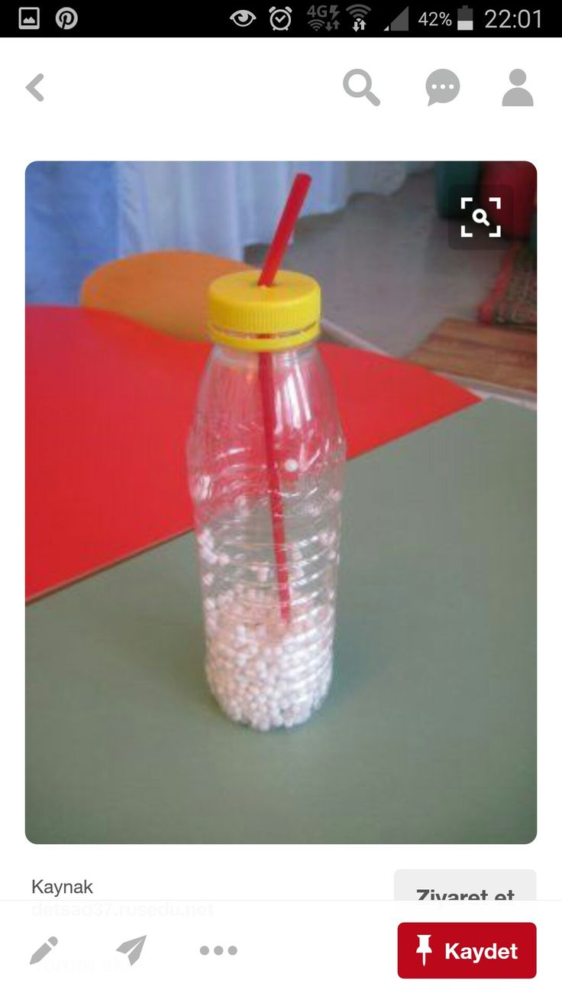 4G 42% 22:01
Kaynak
Ziyaret et
detsad37.rusedu.net
Kaydet